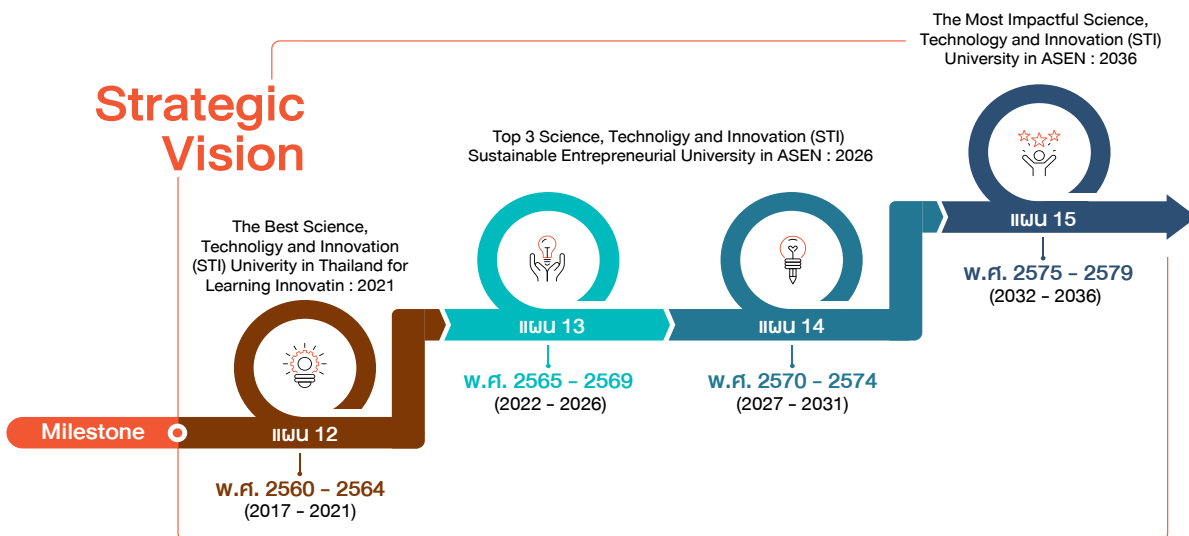 Strategic
Vision
The Most Impactful Science,
Technology and Innovation (STI)
University in ASEN : 2036
Top 3 Science, Technoligy and Innovation (STI)
Sustainable Entrepreneurial University in ASEN : 2026
The Best Science,
Technoligy and Innovation
(STI) Univerity in Thailand for
Learning Innovatin : 2021
Milestone
แผน 12
พ.ศ. 2560 - 2564
(2017 - 2021)
แผน 13
พ.ศ. 2565 - 2569
(2022 - 2026)
แผน 14
พ.ศ. 2570 - 2574
(2027 - 2031)
แผน 15
พ.ศ. 2575 - 2579
(2032 - 2036)